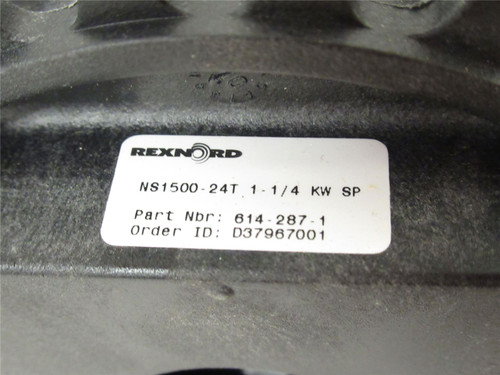 REXNORD
NS1500-24T 1-1/4 KW SP
Part Nbr: 614-287-1
Order ID: D37967001